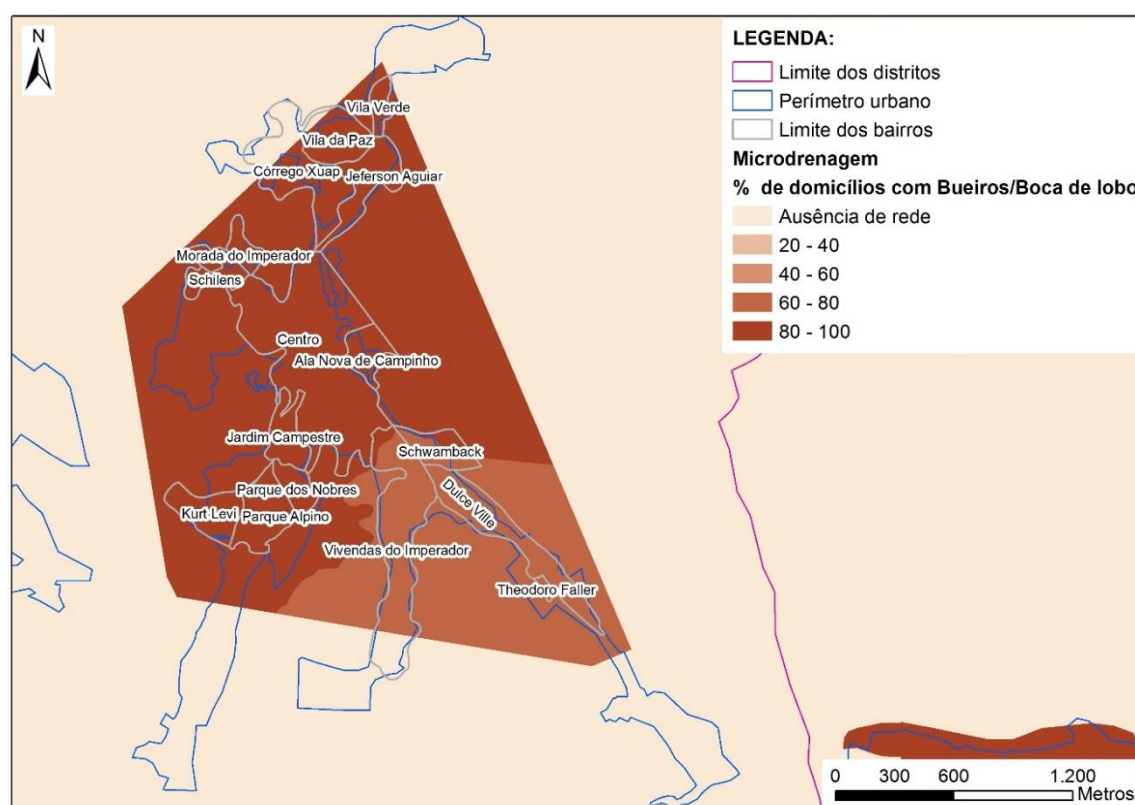 N
LEGENDA:
Limite dos distritos
Perímetro urbano
Limite dos bairros
Microdrenagem
% de domicílios com Bueiros/Boca de lobo
Ausência de rede
20 - 40
40 - 60
60 - 80
80 - 100
Vila Verde
Vila da Paz
Córrego Xuap
Jeferson Aguiar
Morada do Imperador
Schilens
Centro
Ala Nova de Campinho
Jardim Campestre
Schwamback
Parque dos Nobres
Dulce Ville
Kurt Levi
Parque Alpino
Vivendas do Imperador
Theodoro Faller
0 300 600 1.200
Metros